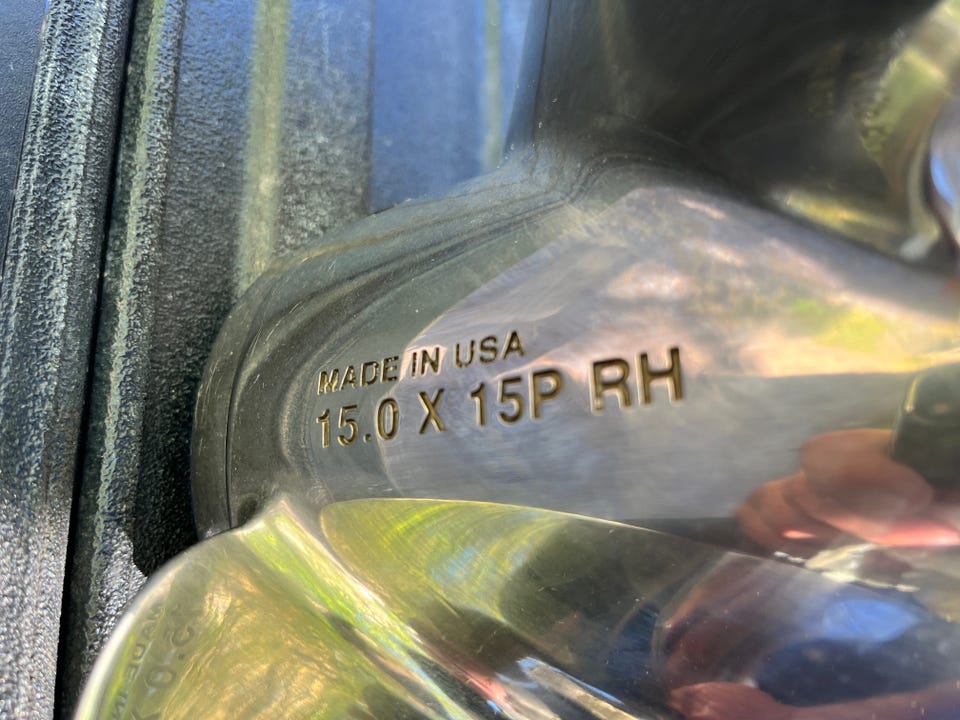 MADE IN USA
15.0 X 15P RH